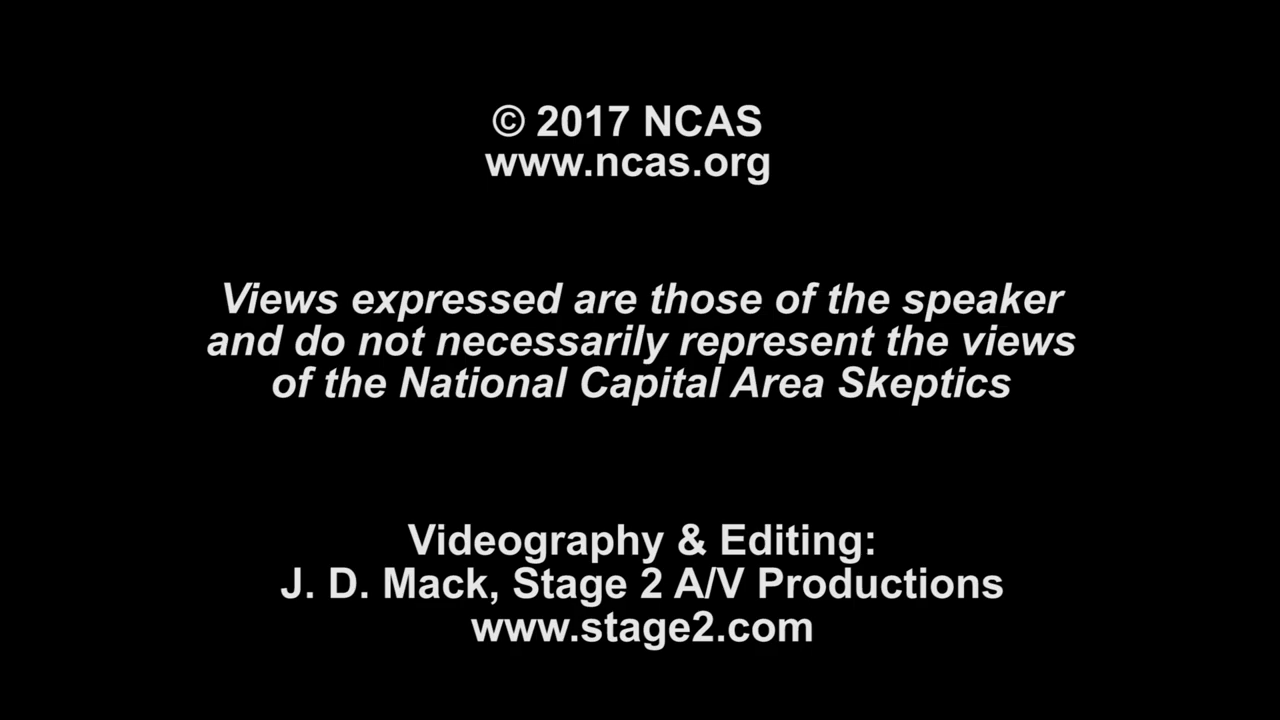 © 2017 NCAS
www.ncas.org
Views expressed are those of the speaker
and do not necessarily represent the views
of the National Capital Area Skeptics
Videography & Editing:
J. D. Mack, Stage 2 A/V Productions
www.stage2.com